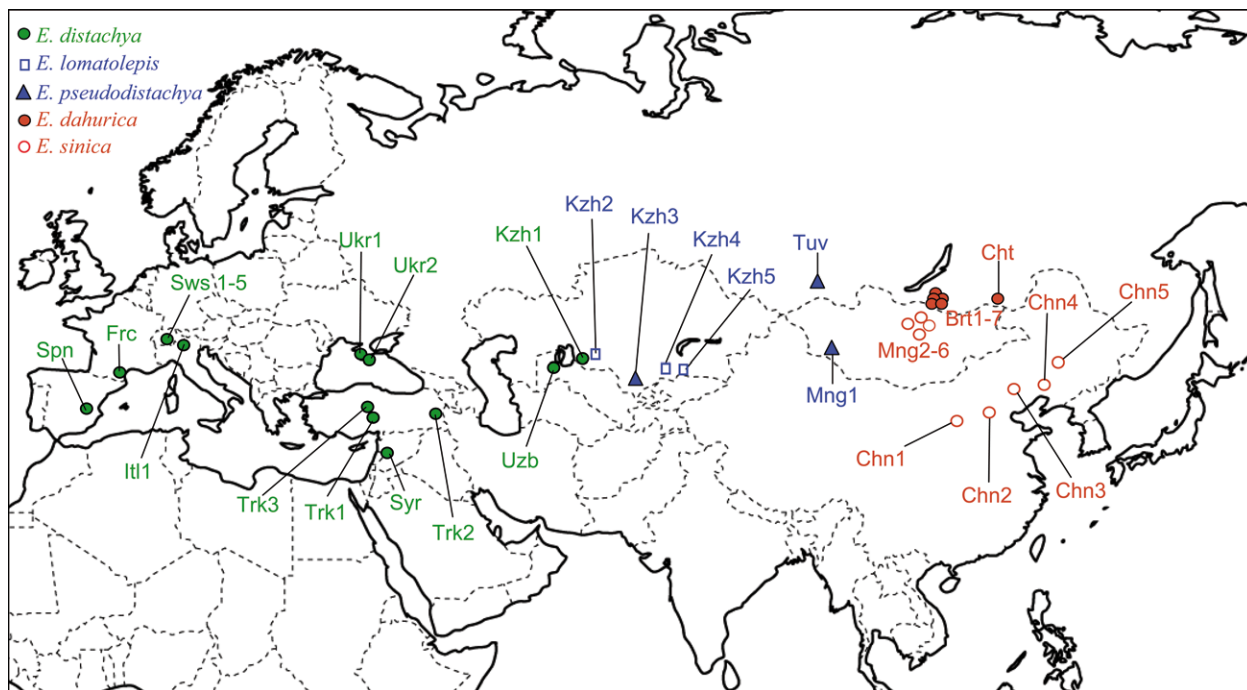 E. distachya
E. lomatolepis
E. pseudodistachya
E. dahurica
E. sinica
Kzh2
Kzh3
Ukr1
Kzh1
Kzh4
Tuv
Cht
Ukr2
Kzh5
Sws 1-5
Chn5
Chn4
Frc
Brt1-7
Spn
Mng2-6
Mng1
Itl1
Uzb
Chn1
Trk3
Trk1
Syr
Chn2
Chn3
Trk2